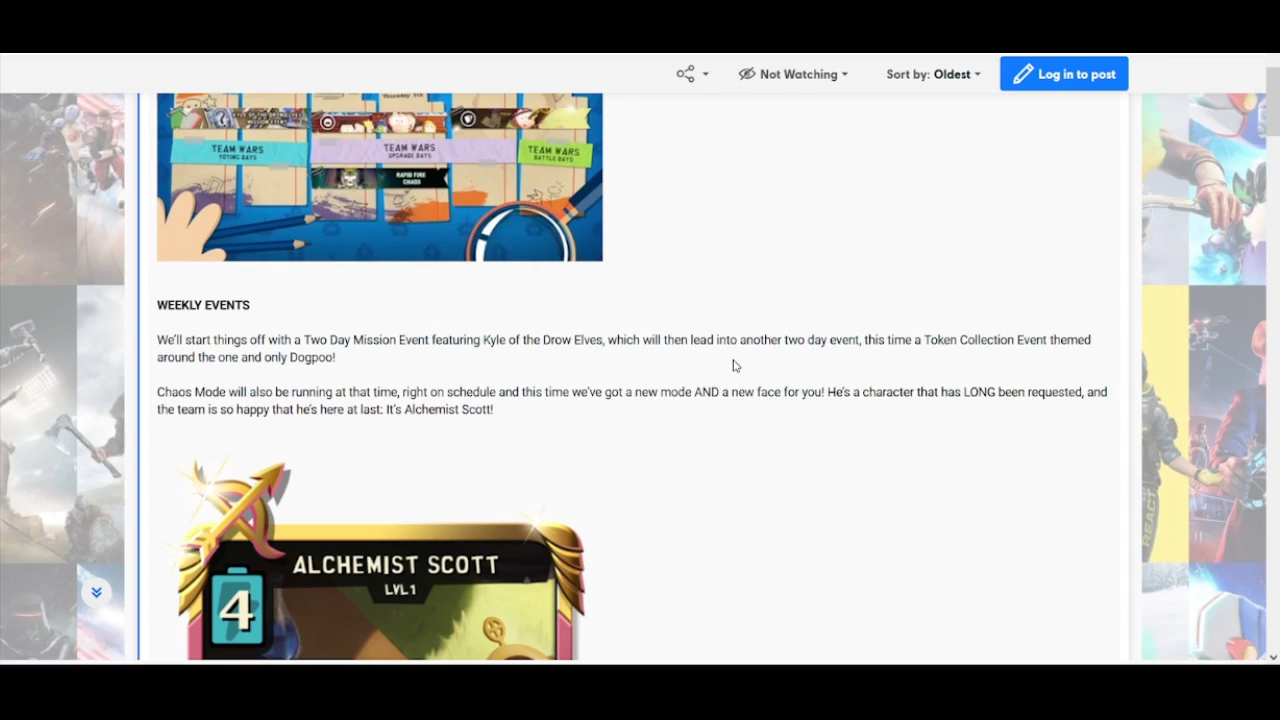 Not Watching
Sort by: Oldest
Log in to post
Thursday 5th
TEAM WARS
TEAM WARS
TEAM WARS
VOTING DAYS
UPGRADE DAYS
BATTLE DAYS
RAPID FIRE
CHAOS
WEEKLY EVENTS
We'll start things off with a Two Day Mission Event featuring Kyle of the Drow Elves, which will then lead into another two day event, this time a Token Collection Event themed
around the one and only Dogpoo!
Chaos Mode will also be running at that time, right on schedule and this time we've got a new mode AND a new face for you! He's a character that has LONG been requested, and
the team is so happy that he's here at last: It's Alchemist Scott!
ALCHEMIST SCOTT
LVL 1
4
REACT